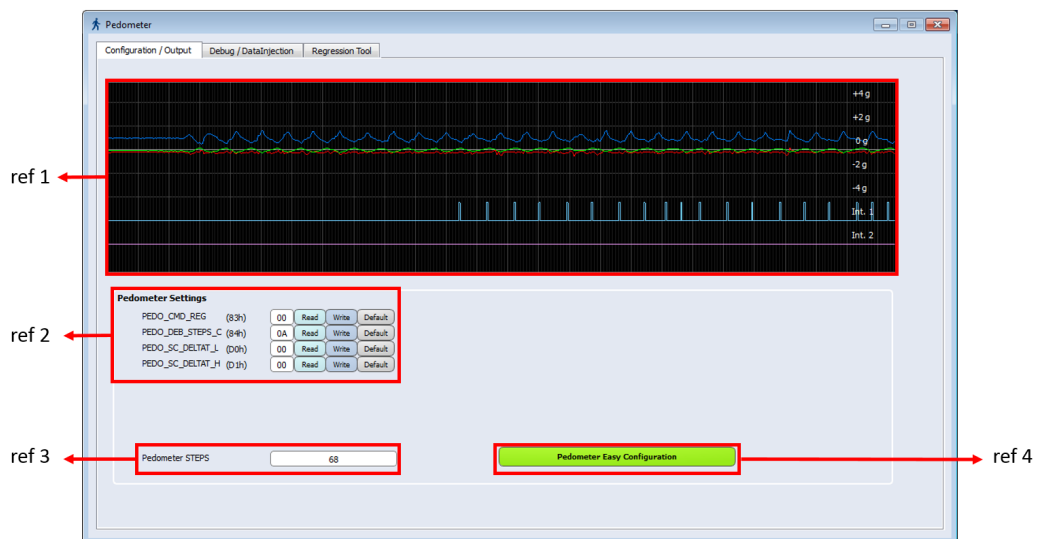 Pedometer
Configuration / Output Debug / DataInjection Regression Tool
+4 g
+2 g
0 g
-2 g
-4 g
Int. 1
Int. 2
ref 1
Pedometer Settings
PEDO_CMD_REG (83h) 00 Read Write Default
PEDO_DEB_STEPS_C (84h) 0A Read Write Default
PEDO_SC_DELTAT_L (D0h) 00 Read Write Default
PEDO_SC_DELTAT_H (D1h) 00 Read Write Default
ref 2
ref 3
Pedometer STEPS 68
Pedometer Easy Configuration
ref 4